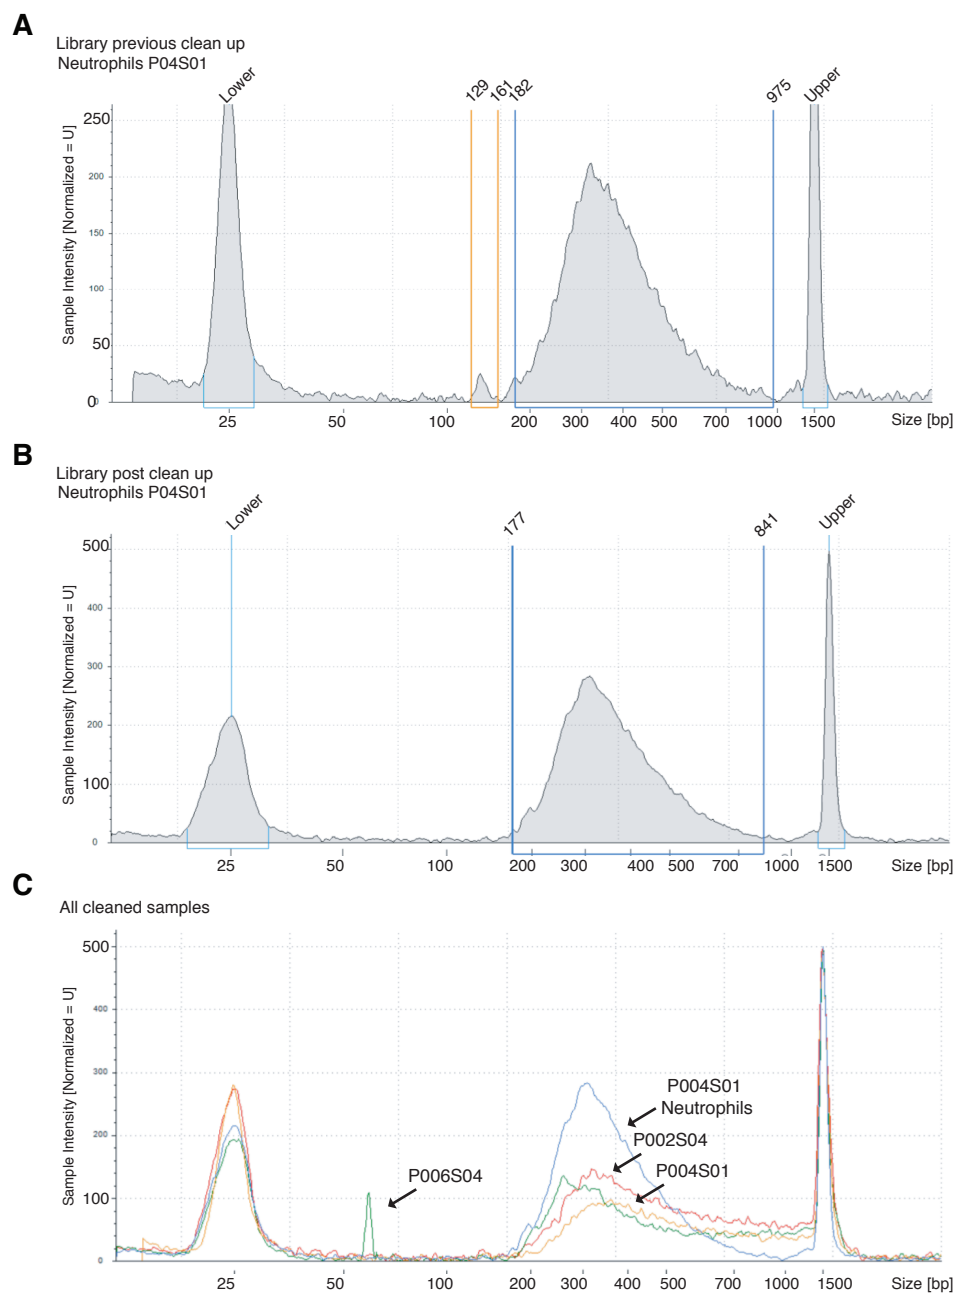 A
Library previous clean up
Neutrophils P04S01
Lower
129
161
182
975
Upper
Sample Intensity [Normalized = U]
250
200
150
100
50
0
25
50
100
200
300
400
500
700
1000
1500
Size [bp]
B
Library post clean up
Neutrophils P04S01
Lower
177
841
Upper
Sample Intensity [Normalized = U]
500
400
300
200
100
0
25
50
100
200
300
400
500
700
1000
1500
Size [bp]
C
All cleaned samples
Sample Intensity [Normalized = U]
500
400
300
200
100
0
P004S01
Neutrophils
P002S04
P004S01
P006S04
25
50
100
200
300
400
500
700
1000
1500
Size [bp]